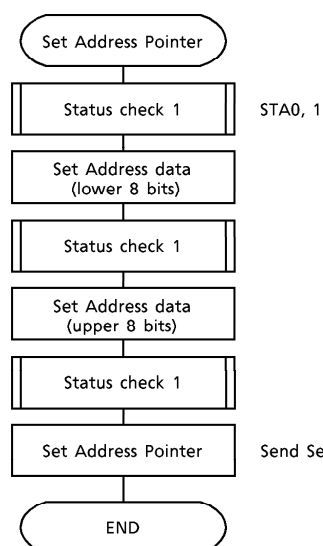 Set Address Pointer
Status check 1 STA0, 1
Set Address data
(lower 8 bits)
Status check 1
Set Address data
(upper 8 bits)
Status check 1
Set Address Pointer Send Se
END